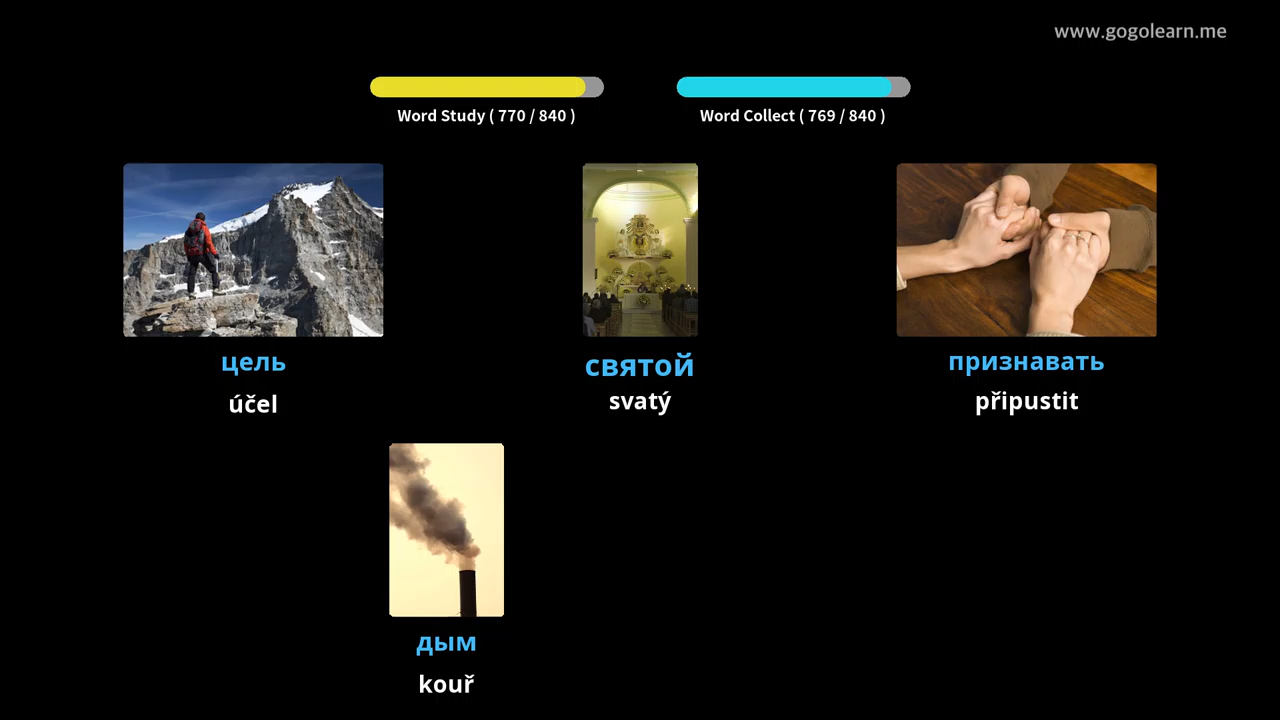 www.gogolearn.me
Word Study ( 770 / 840 )
Word Collect ( 769 / 840 )
цель
святой
признавать
účel
svatý
připustit
дым
kouř